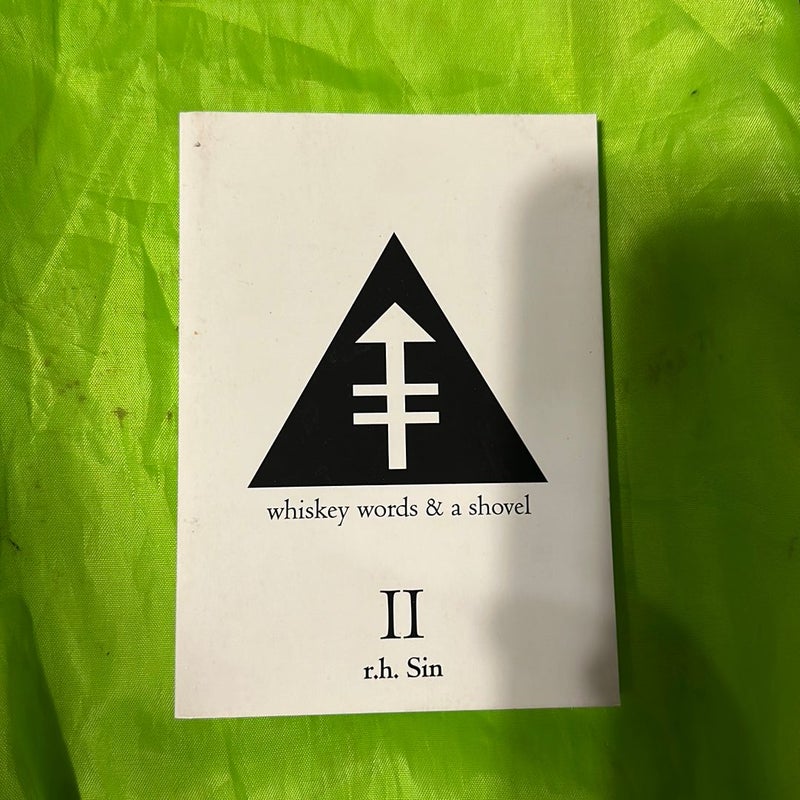 whiskey words & a shovel
II
r.h. Sin